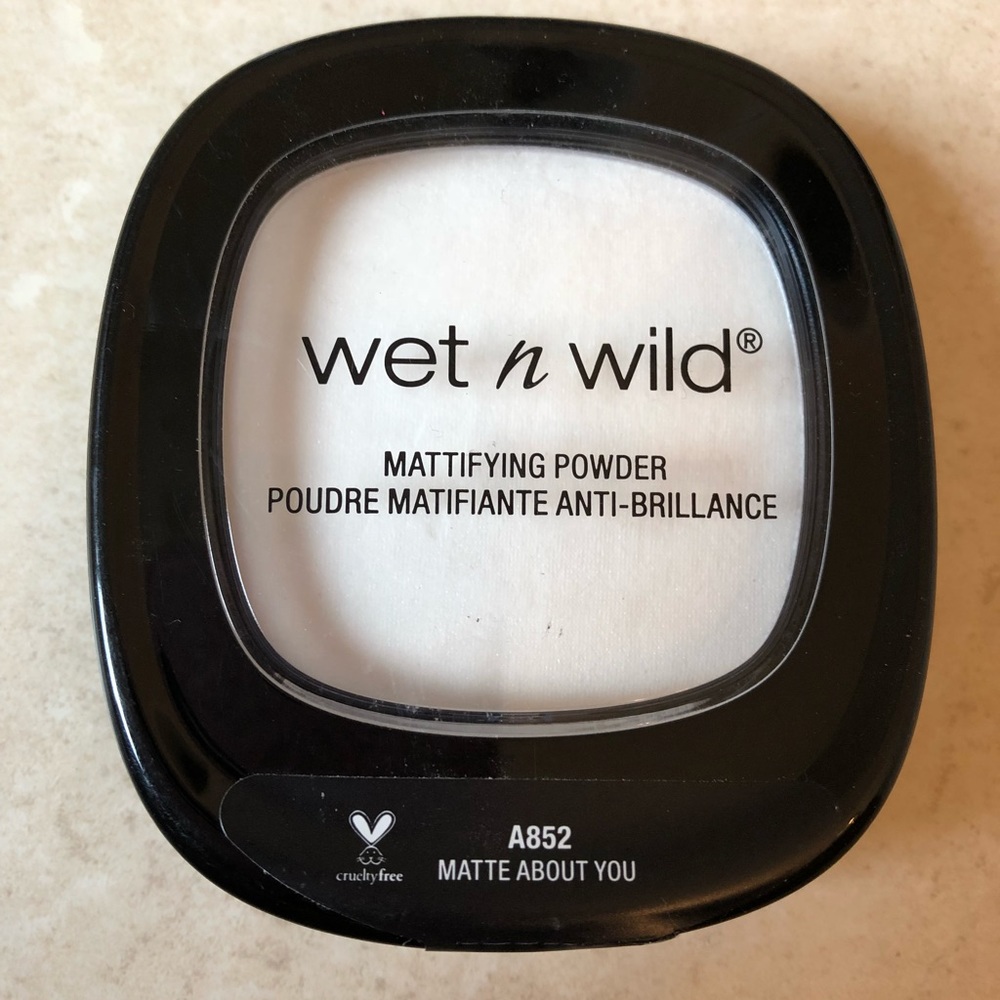 wet n wild®
MATTIFYING POWDER
POUDRE MATIFIANTE ANTI-BRILLANCE
A852
MATTE ABOUT YOU
crueltyfree